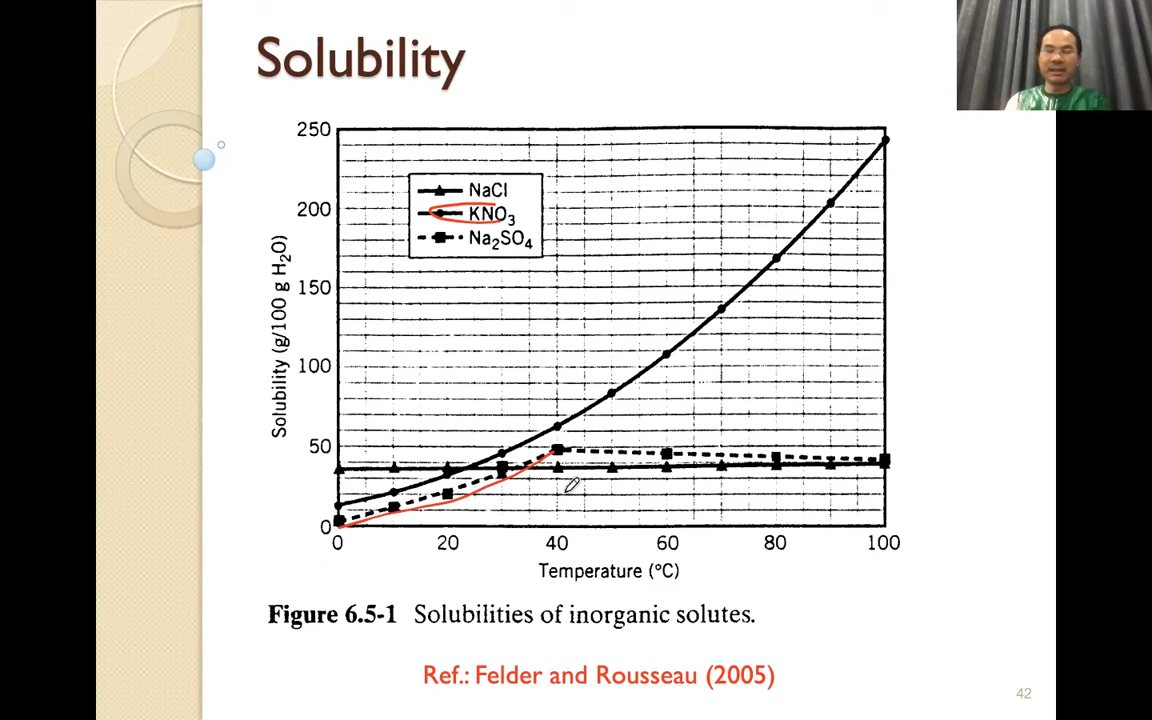 Solubility
250
200
150
100
50
0
Solubility (g/100 g H₂O)
NaCl
KNO₃
Na₂SO₄
0 20 40 60 80 100
Temperature (°C)
Figure 6.5-1 Solubilities of inorganic solutes.
Ref.: Felder and Rousseau (2005)
42